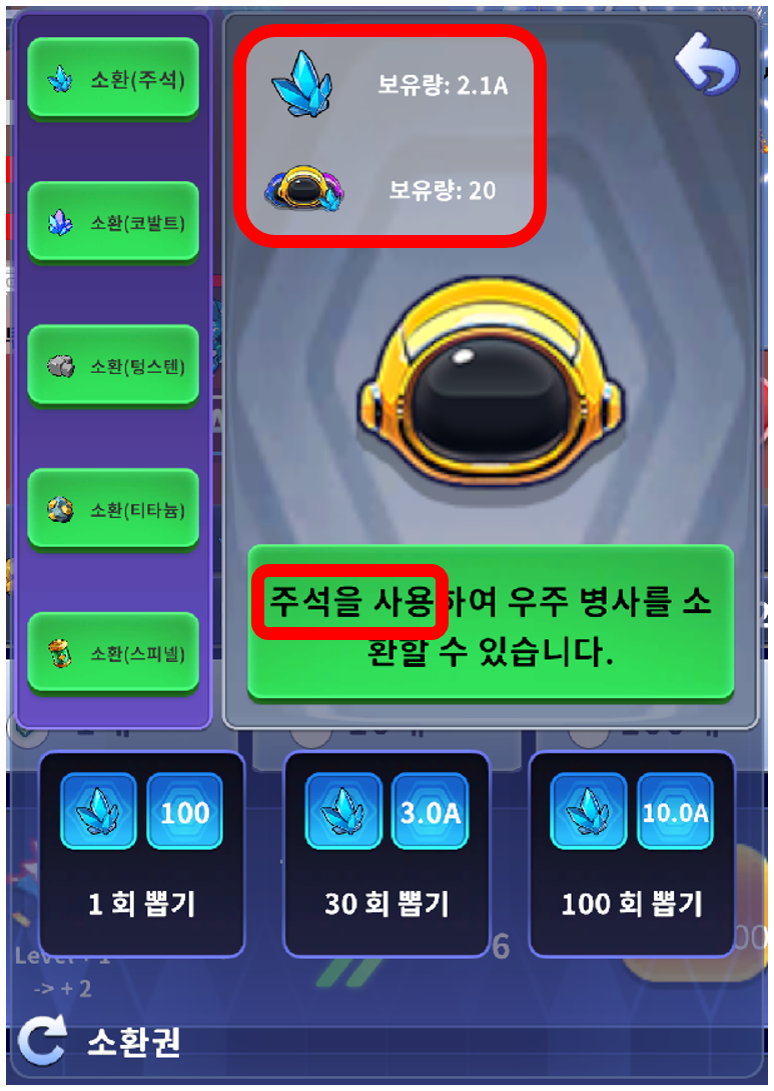 소환(주석)
소환(코발트)
소환(텅스텐)
소환(티타늄)
소환(스피넬)
보유량: 2.1A
보유량: 20
주석을 사용하여 우주 병사를 소
환할 수 있습니다.
100
1 회 뽑기
3.0A
30 회 뽑기
10.0A
100 회 뽑기
Level + 1
-> + 2
6
00
소환권